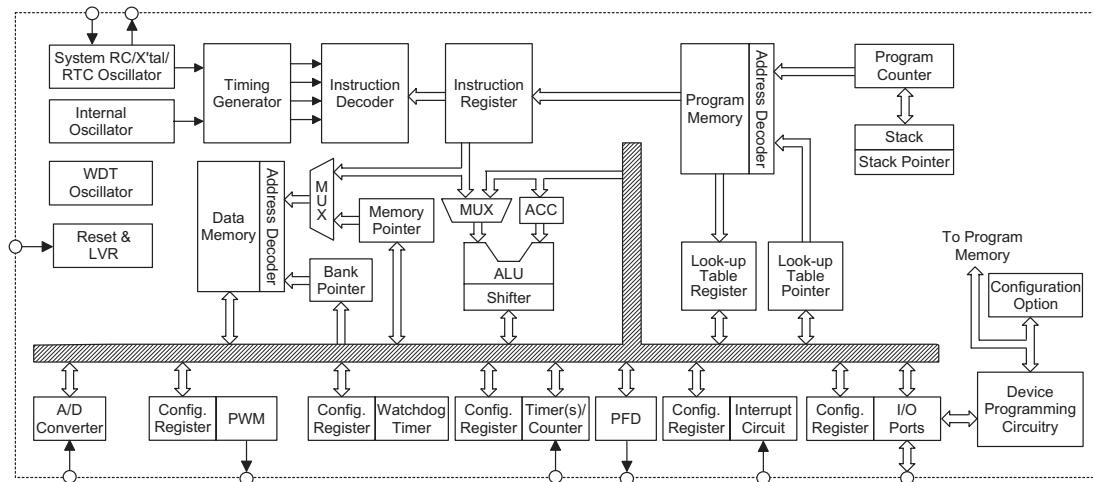 System RC/X'tal/
RTC Oscillator
Internal
Oscillator
WDT
Oscillator
Reset &
LVR
Timing
Generator
Instruction
Decoder
Instruction
Register
Program
Memory
Address Decoder
Program
Counter
Stack
Stack Pointer
Data
Memory
Address Decoder
MUX
Memory
Pointer
Bank
Pointer
MUX
ACC
ALU
Shifter
Look-up
Table
Register
Look-up
Table
Pointer
To Program
Memory
Configuration
Option
A/D
Converter
Config.
Register
PWM
Config.
Register
Watchdog
Timer
Config.
Register
Timer(s)/
Counter
PFD
Config.
Register
Interrupt
Circuit
Config.
Register
I/O
Ports
Device
Programming
Circuitry